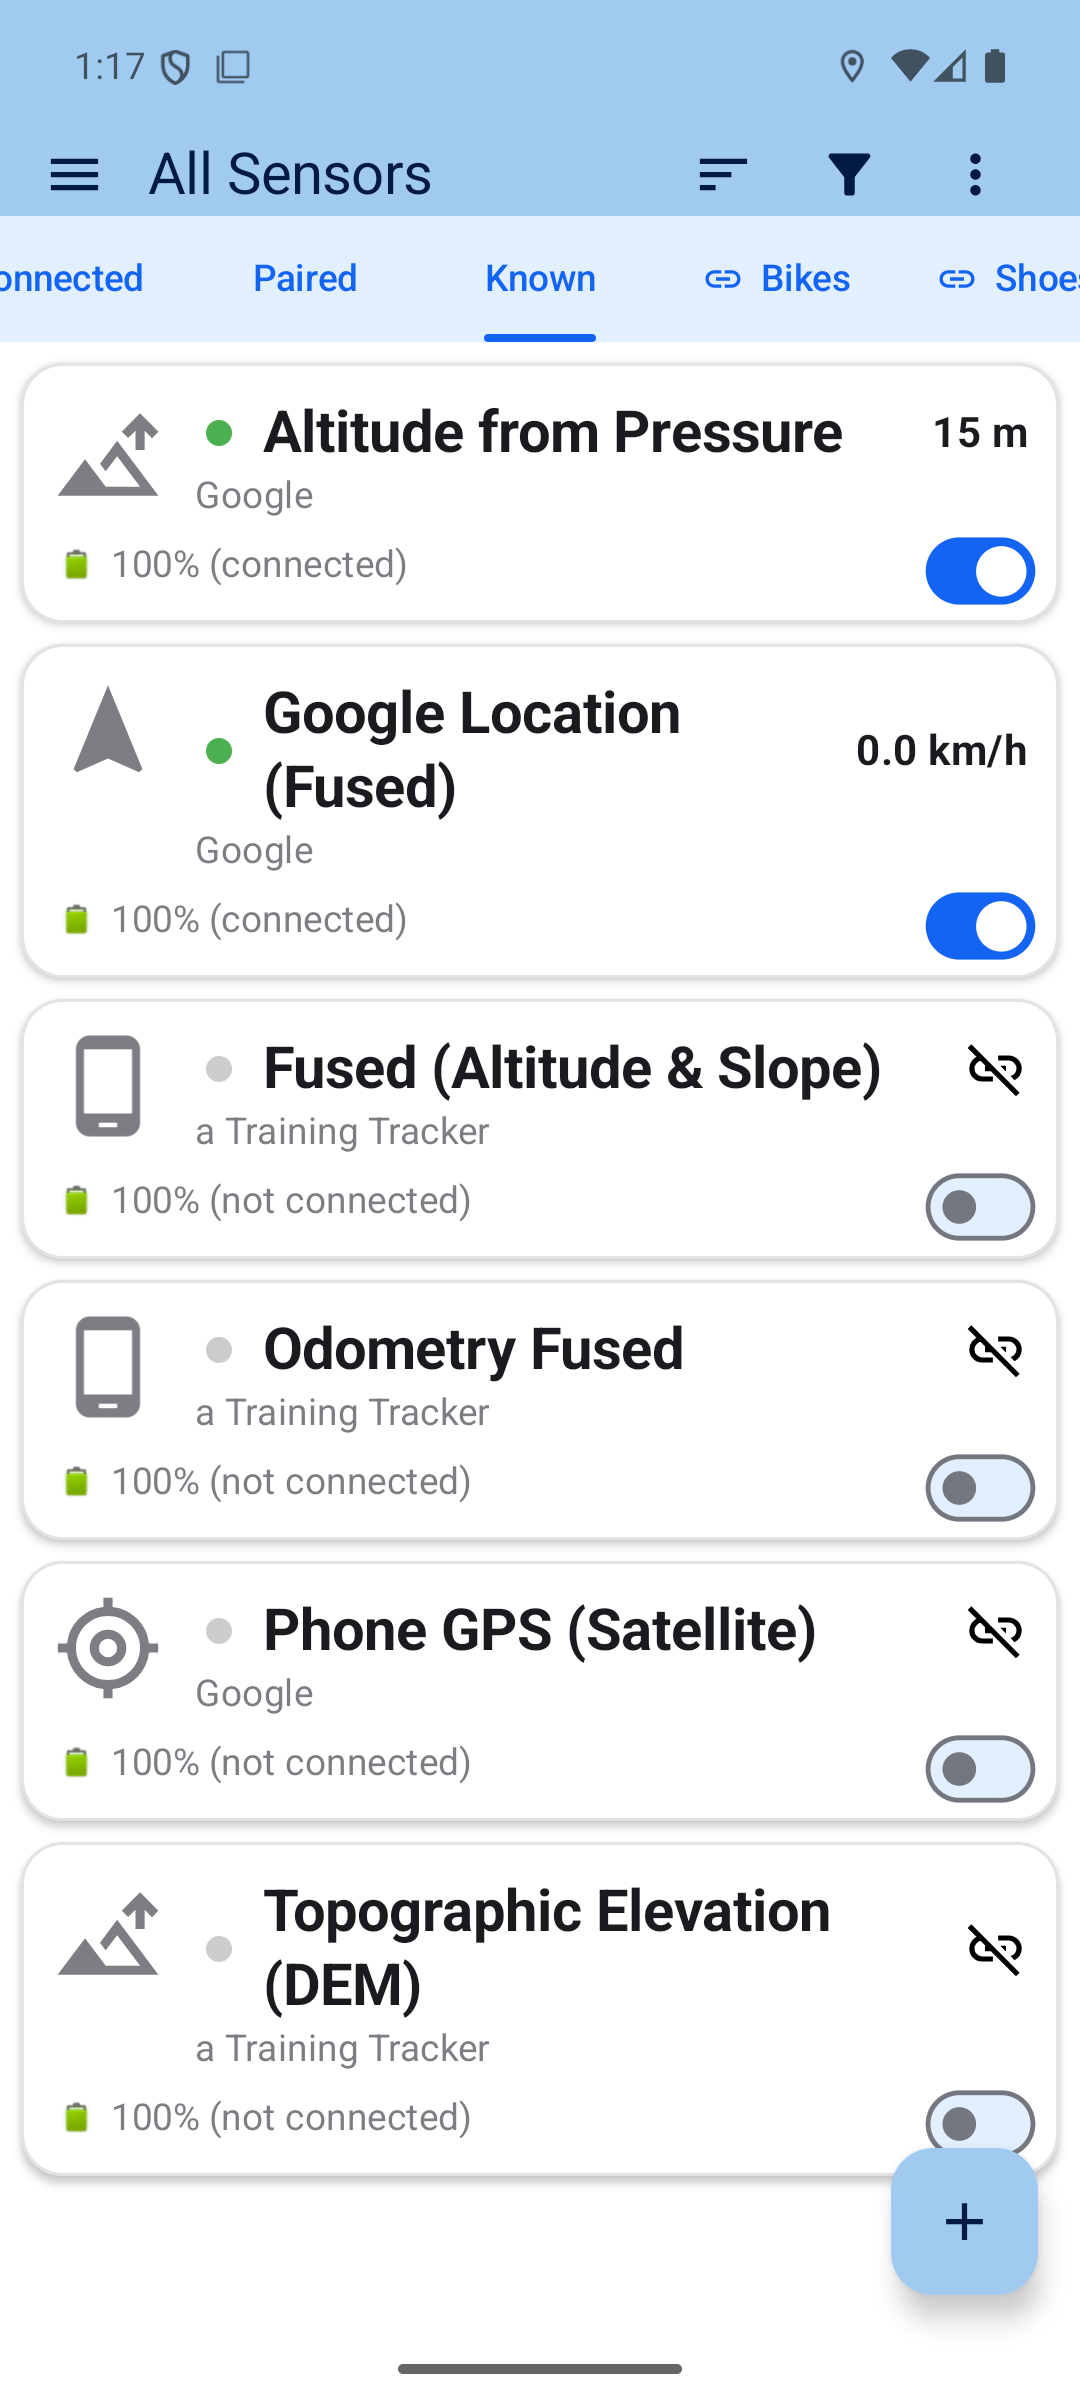 1:17
All Sensors
onnected Paired Known Bikes Shoes
Altitude from Pressure 15 m
Google
100% (connected)
Google Location
(Fused) 0.0 km/h
Google
100% (connected)
Fused (Altitude & Slope)
a Training Tracker
100% (not connected)
Odometry Fused
a Training Tracker
100% (not connected)
Phone GPS (Satellite)
Google
100% (not connected)
Topographic Elevation
(DEM)
a Training Tracker
100% (not connected)